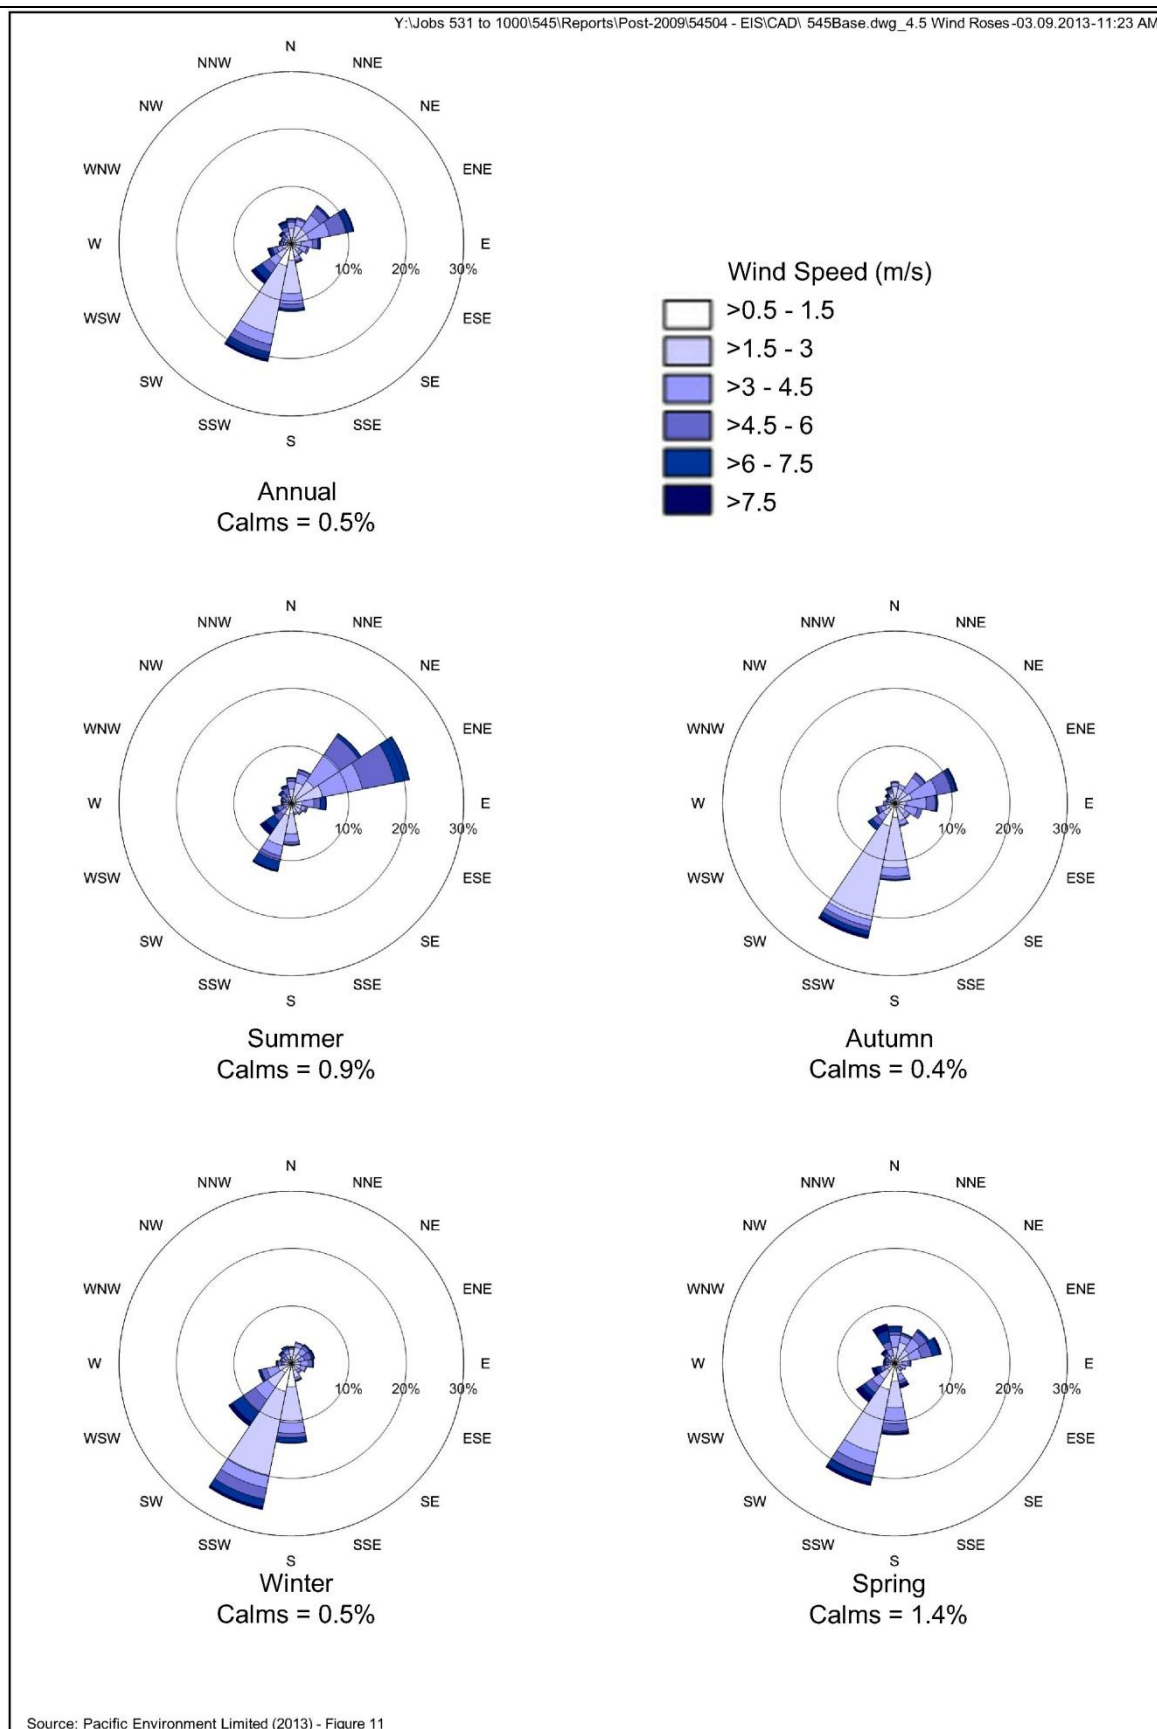 Y:\Jobs 531 to 1000\545\Reports\Post-2009\54504 - EIS\CAD\ 545Base.dwg_4.5 Wind Roses-03.09.2013-11:23 AM
N
NNW NNE
NW NE
WNW ENE
W E
10% 20% 30%
WSW ESE
SW SE
SSW SSE
S
Annual
Calms = 0.5%
Wind Speed (m/s)
>0.5 - 1.5
>1.5 - 3
>3 - 4.5
>4.5 - 6
>6 - 7.5
>7.5
N
NNW NNE
NW NE
WNW ENE
W E
10% 20% 30%
WSW ESE
SW SE
SSW SSE
S
Summer
Calms = 0.9%
N
NNW NNE
NW NE
WNW ENE
W E
10% 20% 30%
WSW ESE
SW SE
SSW SSE
S
Autumn
Calms = 0.4%
N
NNW NNE
NW NE
WNW ENE
W E
10% 20% 30%
WSW ESE
SW SE
SSW SSE
S
Winter
Calms = 0.5%
N
NNW NNE
NW NE
WNW ENE
W E
10% 20% 30%
WSW ESE
SW SE
SSW SSE
S
Spring
Calms = 1.4%
Source: Pacific Environment Limited (2013) - Figure 11